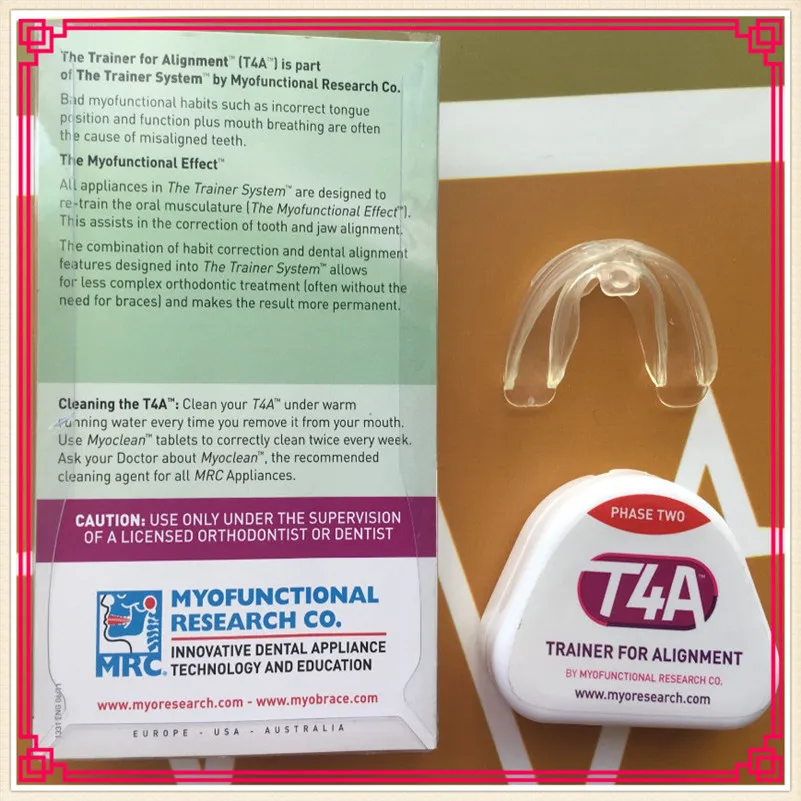 The Trainer for Alignment™ (T4A™) is part
of The Trainer System™ by Myofunctional Research Co.
Bad myofunctional habits such as incorrect tongue
position and function plus mouth breathing are often
the cause of misaligned teeth.
The Myofunctional Effect™
All appliances in The Trainer System™ are designed to
re-train the oral musculature (The Myofunctional Effect™).
This assists in the correction of tooth and jaw alignment.
The combination of habit correction and dental alignment
features designed into The Trainer System™ allows
for less complex orthodontic treatment (often without the
need for braces) and makes the result more permanent.
Cleaning the T4A™: Clean your T4A™ under warm
running water every time you remove it from your mouth.
Use Myoclean™ tablets to correctly clean twice every week.
Ask your Doctor about Myoclean™, the recommended
cleaning agent for all MRC Appliances.
CAUTION: USE ONLY UNDER THE SUPERVISION
OF A LICENSED ORTHODONTIST OR DENTIST
MRC®
MYOFUNCTIONAL
RESEARCH CO.
INNOVATIVE DENTAL APPLIANCE
TECHNOLOGY AND EDUCATION
www.myoresearch.com - www.myobrace.com
EUROPE - USA - AUSTRALIA
PHASE TWO
T4A™
TRAINER FOR ALIGNMENT
BY MYOFUNCTIONAL RESEARCH CO.
www.myoresearch.com